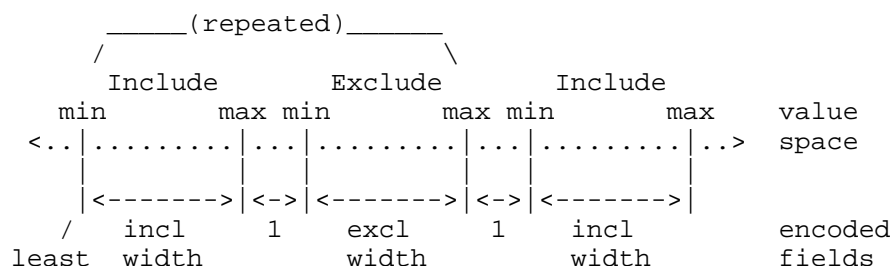 _____(repeated)______
     /                     \
      Include       Exclude       Include
   min       max min       max min       max    value
 <..|.........|...|.........|...|.........|..>  space
    |         |   |         |   |         |
    |<------->|<->|<------->|<->|<------->|
   /   incl     1    excl     1    incl         encoded
least  width         width         width        fields